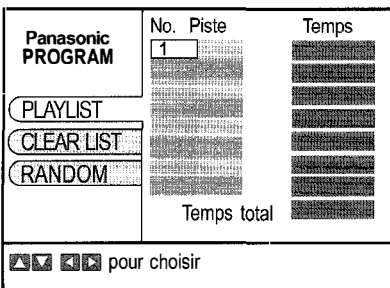 No. Piste Temps
Panasonic
PROGRAM
1
PLAYLIST
CLEAR LIST
RANDOM
Temps total
pour choisir